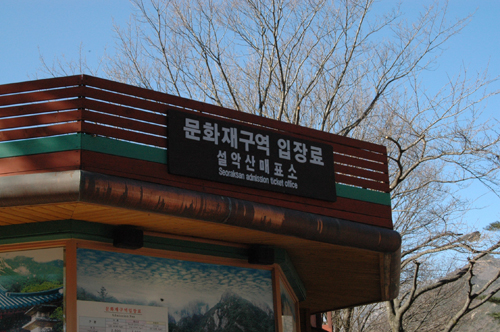 문화재구역 입장료
설악산매표소
Seoraksan admission ticket office